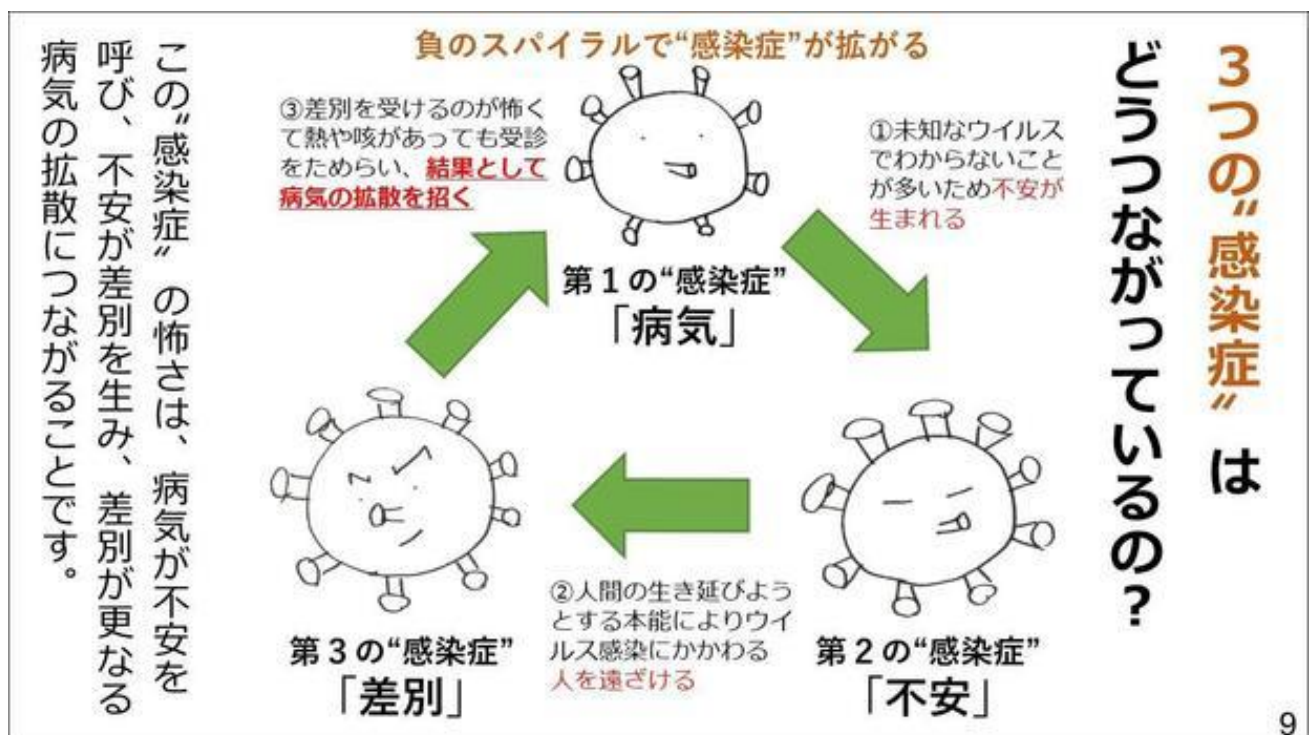 3つの“感染症”は
どうつながっているの?
負のスパイラルで“感染症”が拡がる
①未知なウイルス
でわからないこと
が多いため不安が
生まれる
第1の“感染症”
「病気」
第2の“感染症”
「不安」
②人間の生き延びよう
とする本能によりウイ
ルス感染にかかわる
人を遠ざける
第3の“感染症”
「差別」
③差別を受けるのが怖く
て熱や咳があっても受診
をためらい、結果として
病気の拡散を招く
この“感染症”の怖さは、病気が不安を
呼び、不安が差別を生み、差別が更なる
病気の拡散につながることです。
9